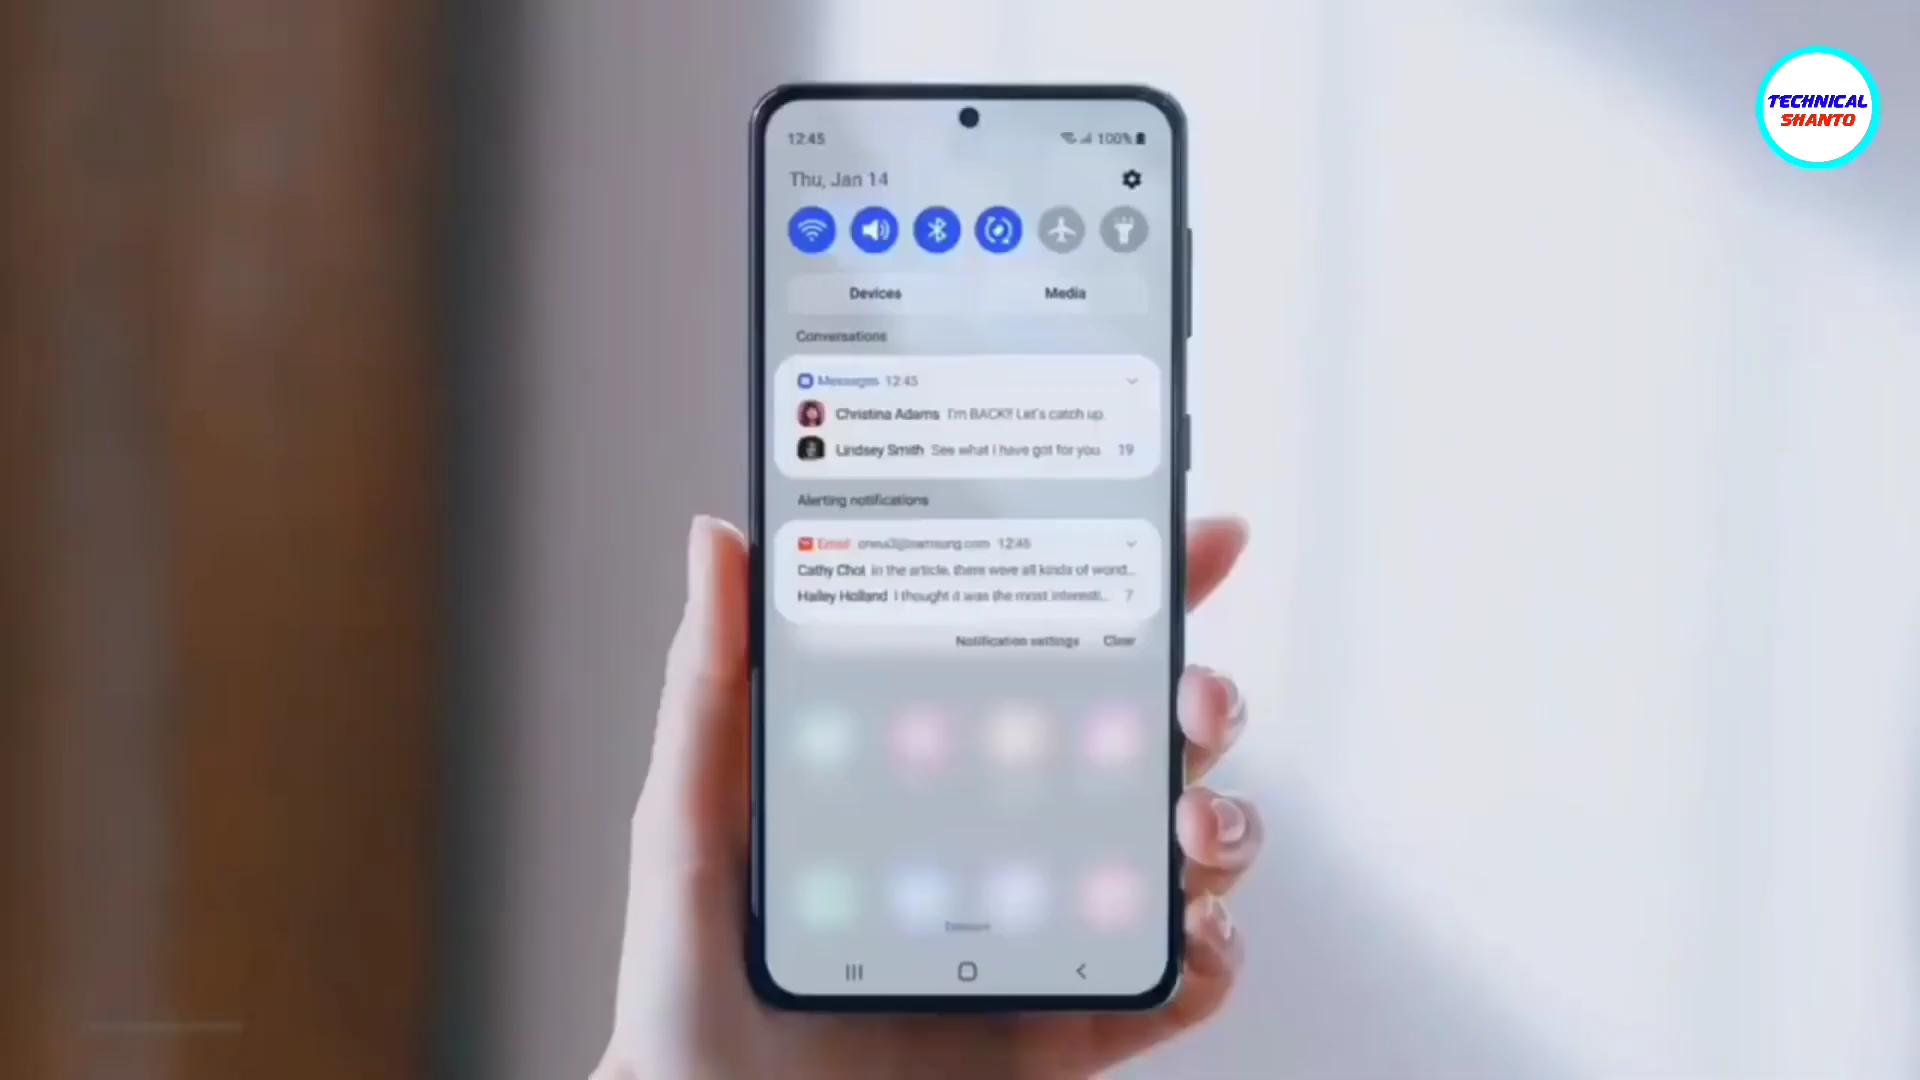 TECHNICAL
SHANTO
12:45
100%
Thu, Jan 14
Devices
Media
Conversations
Messages 12:45
Christina Adams I'm BACK!! Let's catch up.
Lindsey Smith See what I have got for you. 19
Alerting notifications
Email 12:45
Cathy Choi In the article, there were all kinds of world...
Hailey Holland I thought it was the most interesti... 7
Notification settings Clear